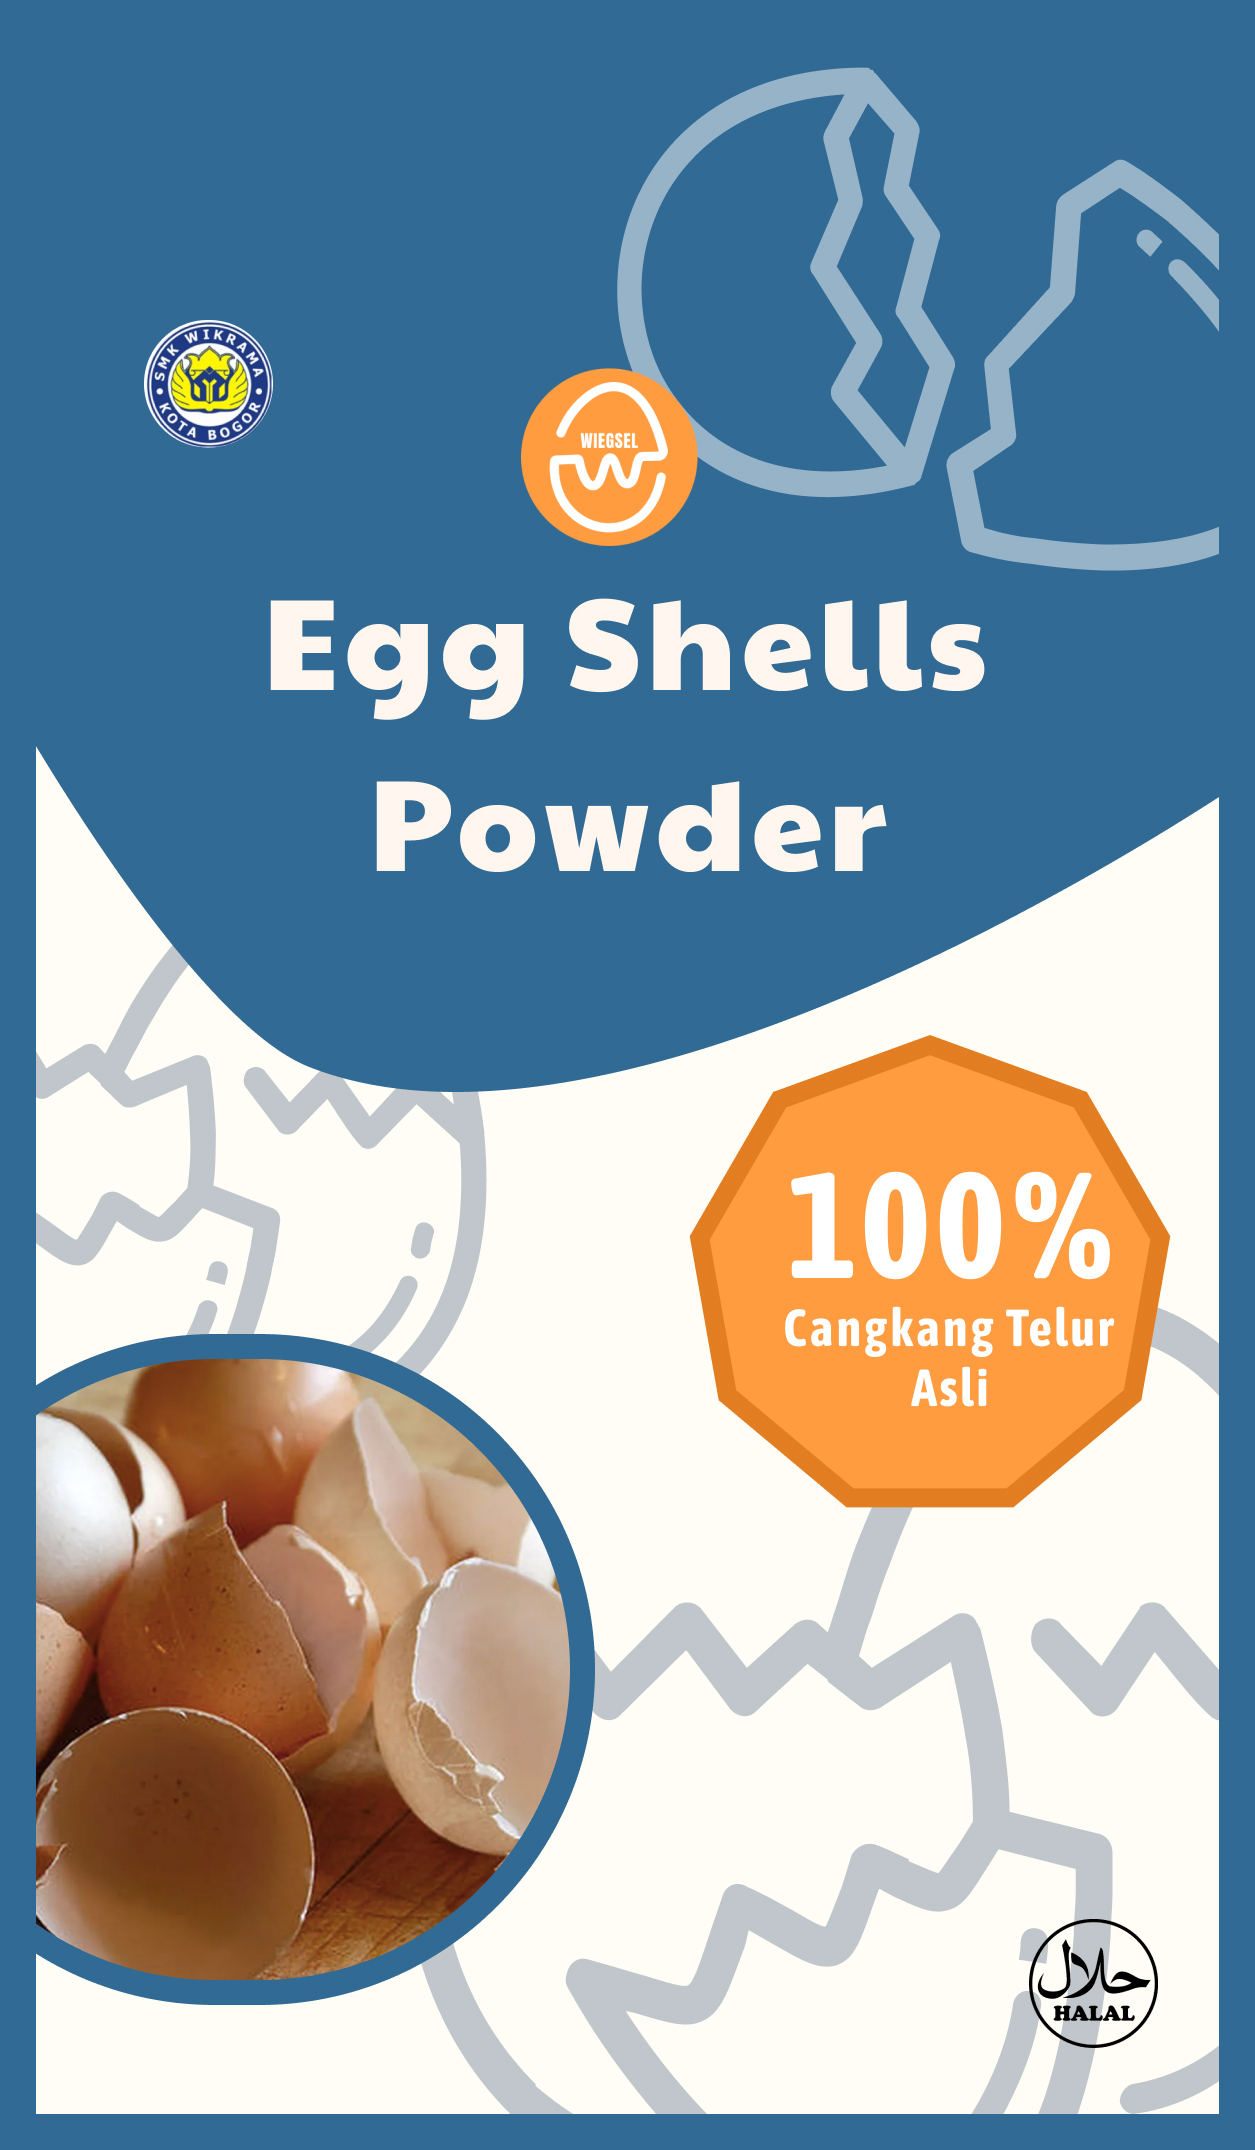 SMK WIKRAMA
KOTA BOGOR
WIEGSEL
Egg Shells
Powder
100%
Cangkang Telur
Asli
حلال
HALAL